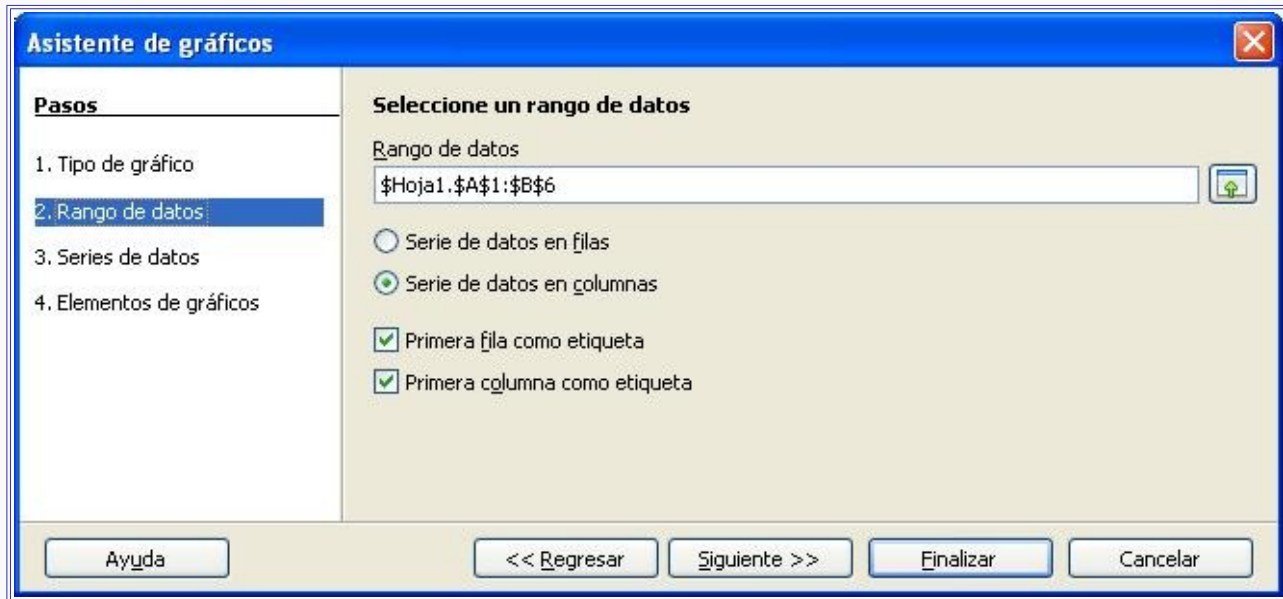 Asistente de gráficos
Pasos
1. Tipo de gráfico
2. Rango de datos
3. Series de datos
4. Elementos de gráficos
Seleccione un rango de datos
Rango de datos
$Hoja1.$A$1:$B$6
Serie de datos en filas
Serie de datos en columnas
Primera fila como etiqueta
Primera columna como etiqueta
Ayuda
<< Regresar
Siguiente >>
Finalizar
Cancelar